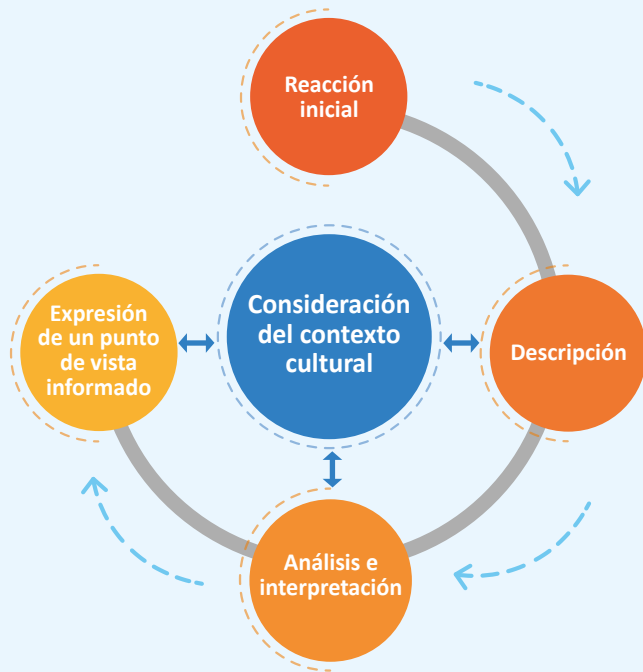 Reacción
inicial
Consideración
del contexto
cultural
Descripción
Análisis e
interpretación
Expresión
de un punto
de vista
informado